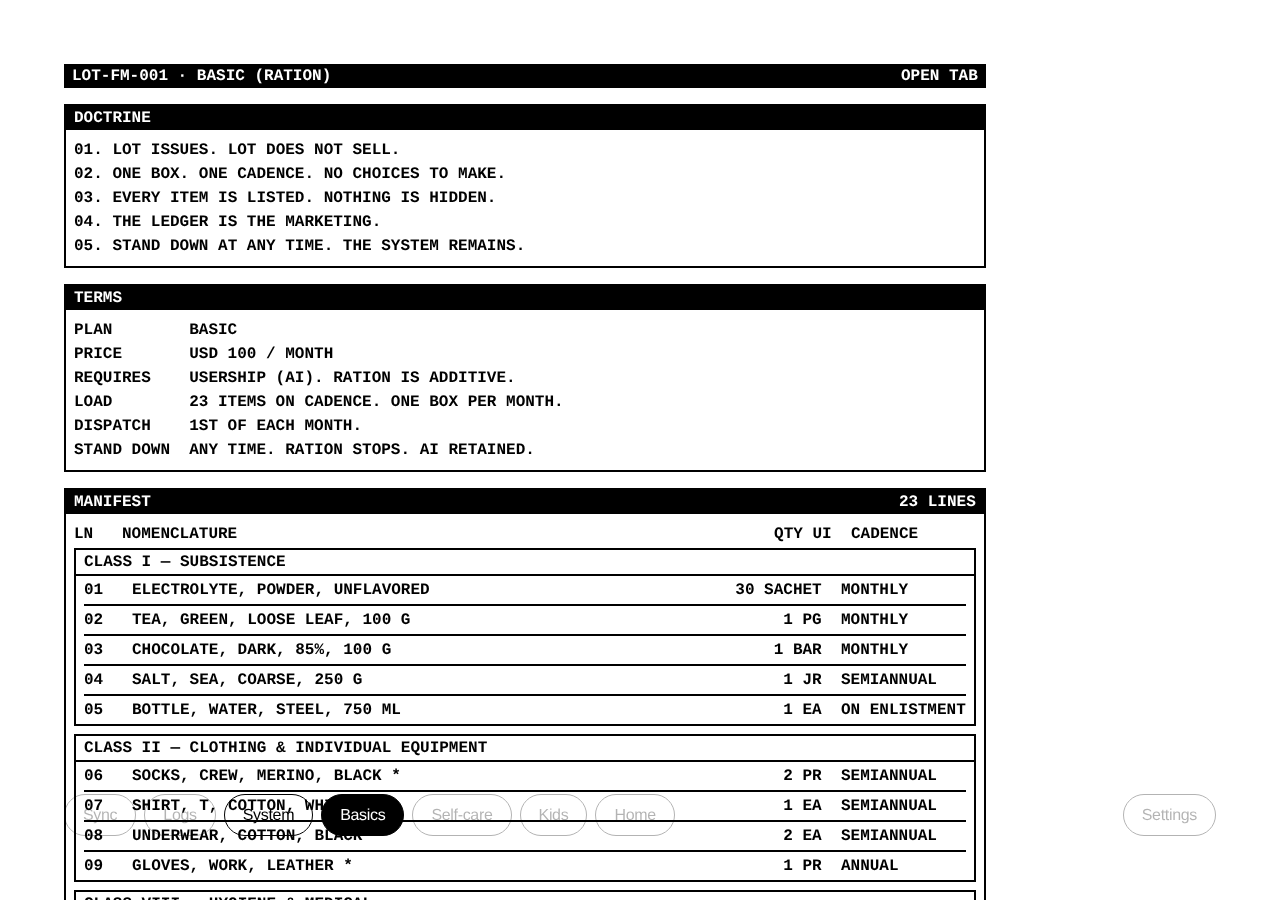 LOT-FM-001 · BASIC (RATION) OPEN TAB
DOCTRINE
01. LOT ISSUES. LOT DOES NOT SELL.
02. ONE BOX. ONE CADENCE. NO CHOICES TO MAKE.
03. EVERY ITEM IS LISTED. NOTHING IS HIDDEN.
04. THE LEDGER IS THE MARKETING.
05. STAND DOWN AT ANY TIME. THE SYSTEM REMAINS.
TERMS
PLAN BASIC
PRICE USD 100 / MONTH
REQUIRES USERSHIP (AI). RATION IS ADDITIVE.
LOAD 23 ITEMS ON CADENCE. ONE BOX PER MONTH.
DISPATCH 1ST OF EACH MONTH.
STAND DOWN ANY TIME. RATION STOPS. AI RETAINED.
MANIFEST 23 LINES
LN NOMENCLATURE QTY UI CADENCE
CLASS I — SUBSISTENCE
01 ELECTROLYTE, POWDER, UNFLAVORED 30 SACHET MONTHLY
02 TEA, GREEN, LOOSE LEAF, 100 G 1 PG MONTHLY
03 CHOCOLATE, DARK, 85%, 100 G 1 BAR MONTHLY
04 SALT, SEA, COARSE, 250 G 1 JR SEMIANNUAL
05 BOTTLE, WATER, STEEL, 750 ML 1 EA ON ENLISTMENT
CLASS II — CLOTHING & INDIVIDUAL EQUIPMENT
06 SOCKS, CREW, MERINO, BLACK * 2 PR SEMIANNUAL
07 SHIRT, T, COTTON, 1 EA SEMIANNUAL
Sync Logs System Basics Self-care Kids Home Settings
08 UNDERWEAR, COTTON, BLACK 2 EA SEMIANNUAL
09 GLOVES, WORK, LEATHER * 1 PR ANNUAL
CLASS VIII — HYGIENE & MEDICAL